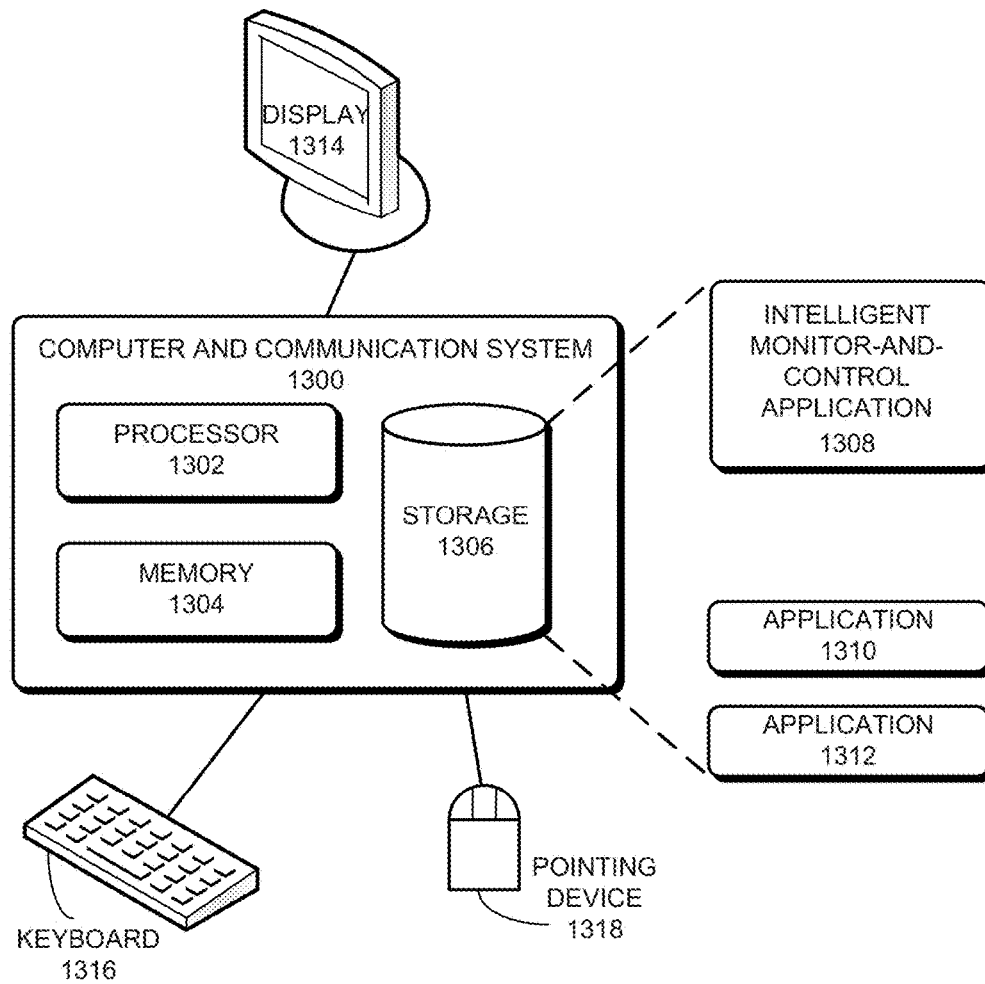 DISPLAY
1314
COMPUTER AND COMMUNICATION SYSTEM
1300
PROCESSOR
1302
MEMORY
1304
STORAGE
1306
INTELLIGENT
MONITOR-AND-
CONTROL
APPLICATION
1308
APPLICATION
1310
APPLICATION
1312
KEYBOARD
1316
POINTING
DEVICE
1318